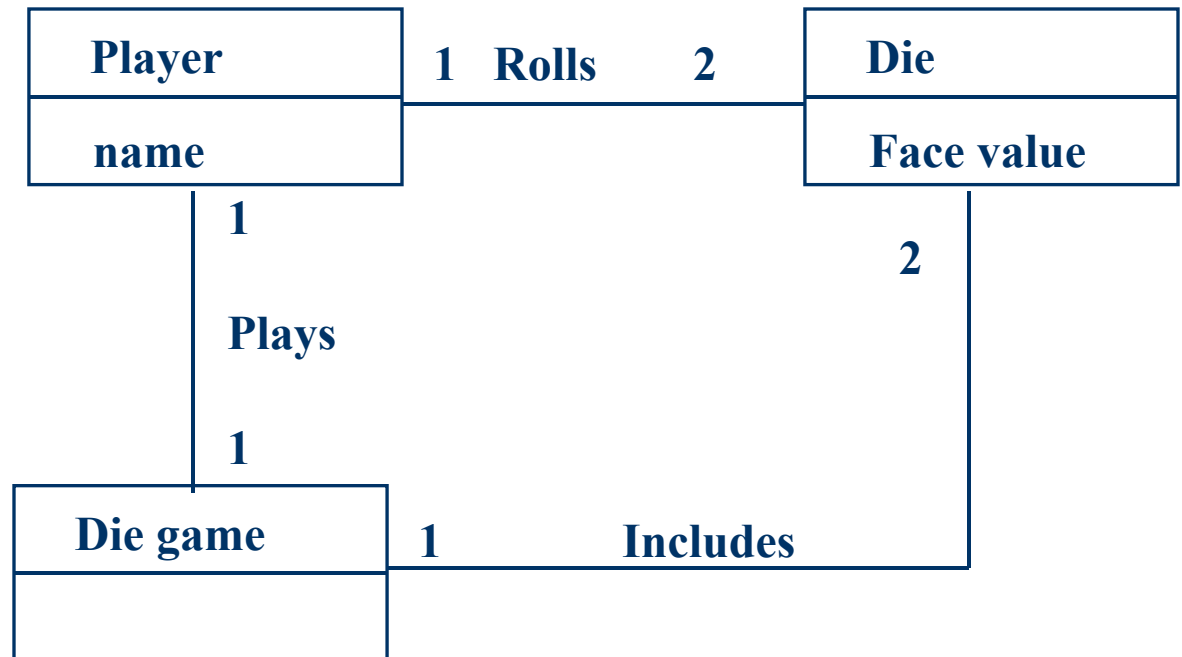 Player
1 Rolls 2
Die
name
Face value
1
2
Plays
1
Die game
1 Includes